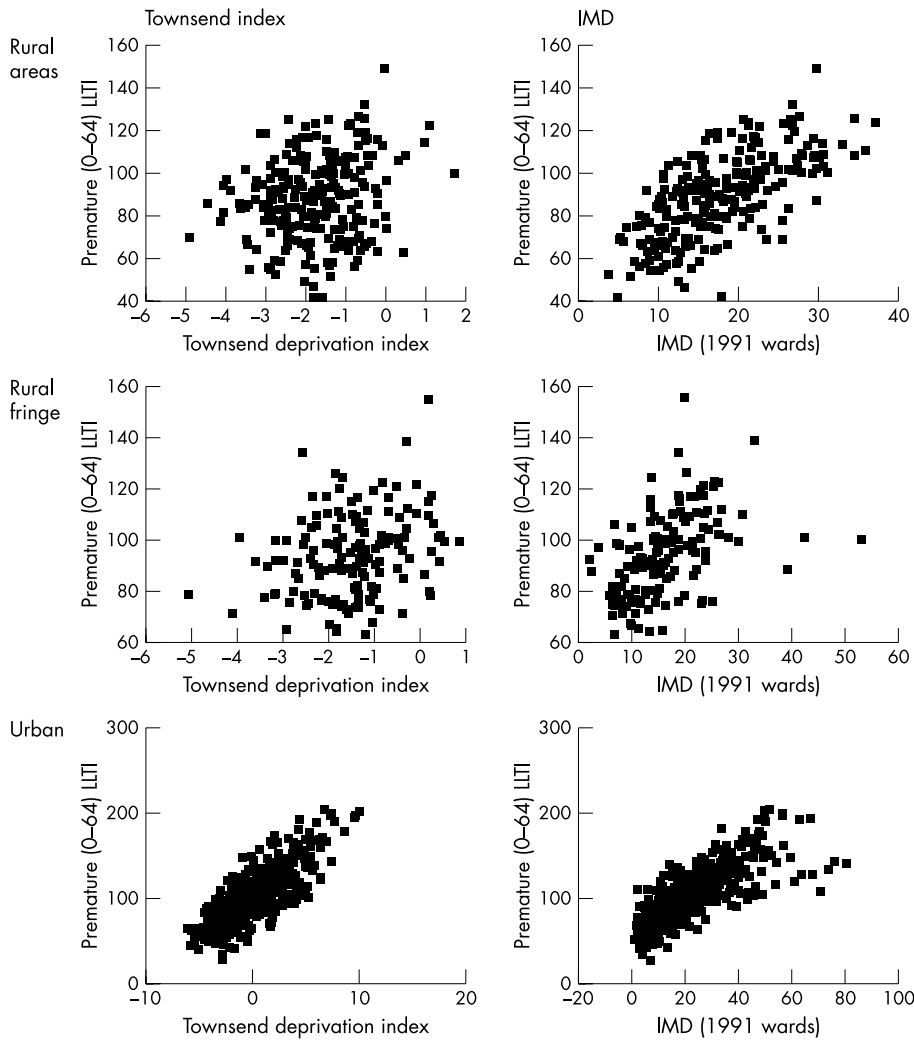 Townsend index
IMD
Rural
areas
Premature (0–64) LLTI
160
140
120
100
80
60
40
–6 –5 –4 –3 –2 –1 0 1 2
Townsend deprivation index
Premature (0–64) LLTI
160
140
120
100
80
60
40
0 10 20 30 40
IMD (1991 wards)
Rural
fringe
Premature (0–64) LLTI
160
140
120
100
80
60
–6 –5 –4 –3 –2 –1 0 1
Townsend deprivation index
Premature (0–64) LLTI
160
140
120
100
80
60
0 10 20 30 40 50 60
IMD (1991 wards)
Urban
Premature (0–64) LLTI
300
200
100
0
–10 0 10 20
Townsend deprivation index
Premature (0–64) LLTI
300
200
100
0
–20 0 20 40 60 80 100
IMD (1991 wards)